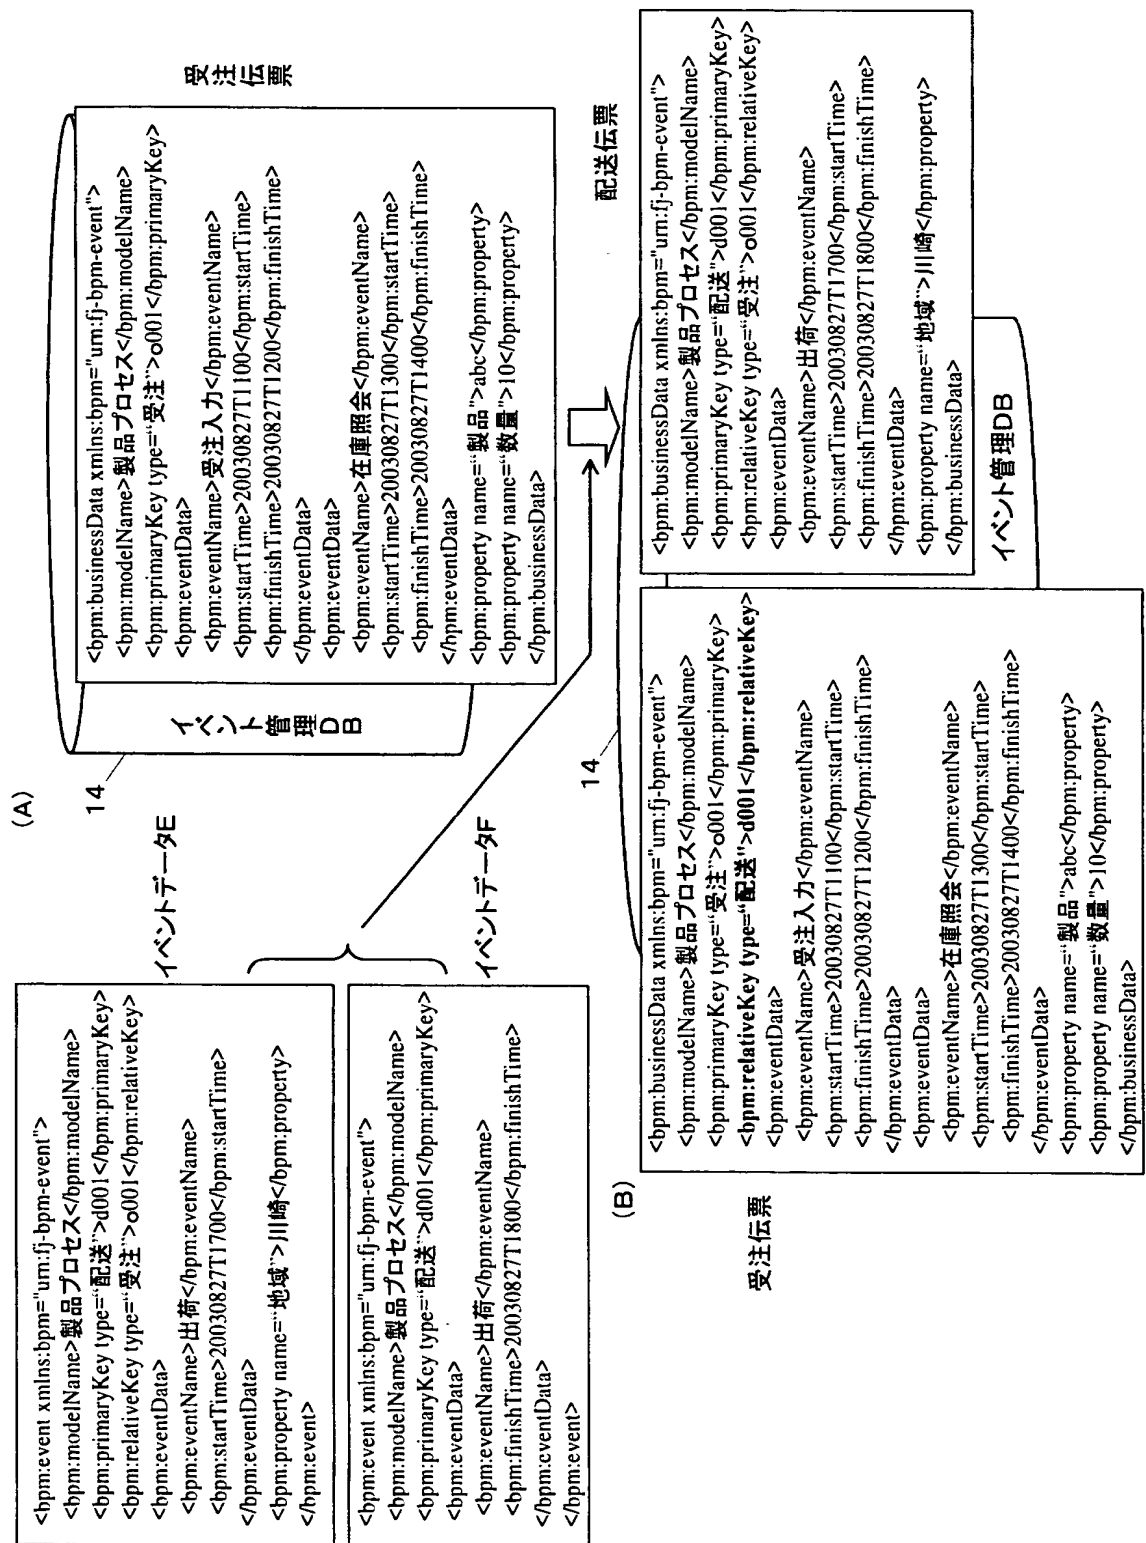 (A)
<bpm:event xmlns:bpm="urn:fj-bpm-event">
<bpm:modelName>製品プロセス</bpm:modelName>
<bpm:primaryKey type="配送">d001</bpm:primaryKey>
<bpm:relativeKey type="受注">o001</bpm:relativeKey>
<bpm:eventData>
<bpm:eventName>出荷</bpm:eventName>
<bpm:startTime>20030827T1700</bpm:startTime>
</bpm:eventData>
<bpm:property name="地域">川崎</bpm:property>
</bpm:event>
イベントデータE
<bpm:event xmlns:bpm="urn:fj-bpm-event">
<bpm:modelName>製品プロセス</bpm:modelName>
<bpm:primaryKey type="配送">d001</bpm:primaryKey>
<bpm:eventData>
<bpm:eventName>出荷</bpm:eventName>
<bpm:finishTime>20030827T1800</bpm:finishTime>
</bpm:eventData>
</bpm:event>
イベントデータF
14
イベント管理DB
<bpm:businessData xmlns:bpm="urn:fj-bpm-event">
<bpm:modelName>製品プロセス</bpm:modelName>
<bpm:primaryKey type="受注">o001</bpm:primaryKey>
<bpm:eventData>
<bpm:eventName>受注入力</bpm:eventName>
<bpm:startTime>20030827T1100</bpm:startTime>
<bpm:finishTime>20030827T1200</bpm:finishTime>
</bpm:eventData>
<bpm:eventData>
<bpm:eventName>在庫照会</bpm:eventName>
<bpm:startTime>20030827T1300</bpm:startTime>
<bpm:finishTime>20030827T1400</bpm:finishTime>
</bpm:eventData>
<bpm:property name="製品">abc</bpm:property>
<bpm:property name="数量">10</bpm:property>
</bpm:businessData>
受注伝票
(B)
受注伝票
14
<bpm:businessData xmlns:bpm="urn:fj-bpm-event">
<bpm:modelName>製品プロセス</bpm:modelName>
<bpm:primaryKey type="受注">o001</bpm:primaryKey>
<bpm:relativeKey type="配送">d001</bpm:relativeKey>
<bpm:eventData>
<bpm:eventName>受注入力</bpm:eventName>
<bpm:startTime>20030827T1100</bpm:startTime>
<bpm:finishTime>20030827T1200</bpm:finishTime>
</bpm:eventData>
<bpm:eventData>
<bpm:eventName>在庫照会</bpm:eventName>
<bpm:startTime>20030827T1300</bpm:startTime>
<bpm:finishTime>20030827T1400</bpm:finishTime>
</bpm:eventData>
<bpm:property name="製品">abc</bpm:property>
<bpm:property name="数量">10</bpm:property>
</bpm:businessData>
配送伝票
<bpm:businessData xmlns:bpm="urn:fj-bpm-event">
<bpm:modelName>製品プロセス</bpm:modelName>
<bpm:primaryKey type="配送">d001</bpm:primaryKey>
<bpm:relativeKey type="受注">o001</bpm:relativeKey>
<bpm:eventData>
<bpm:eventName>出荷</bpm:eventName>
<bpm:startTime>20030827T1700</bpm:startTime>
<bpm:finishTime>20030827T1800</bpm:finishTime>
</bpm:eventData>
<bpm:property name="地域">川崎</bpm:property>
</bpm:businessData>
イベント管理DB